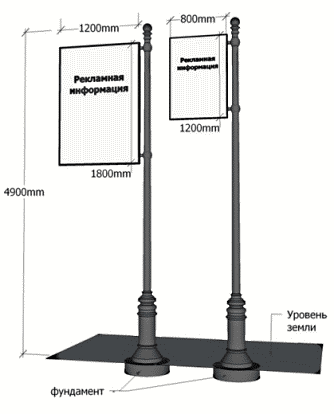 1200mm
800mm
Рекламная
информация
Рекламная
информация
1200mm
1800mm
4900mm
Уровень
земли
фундамент